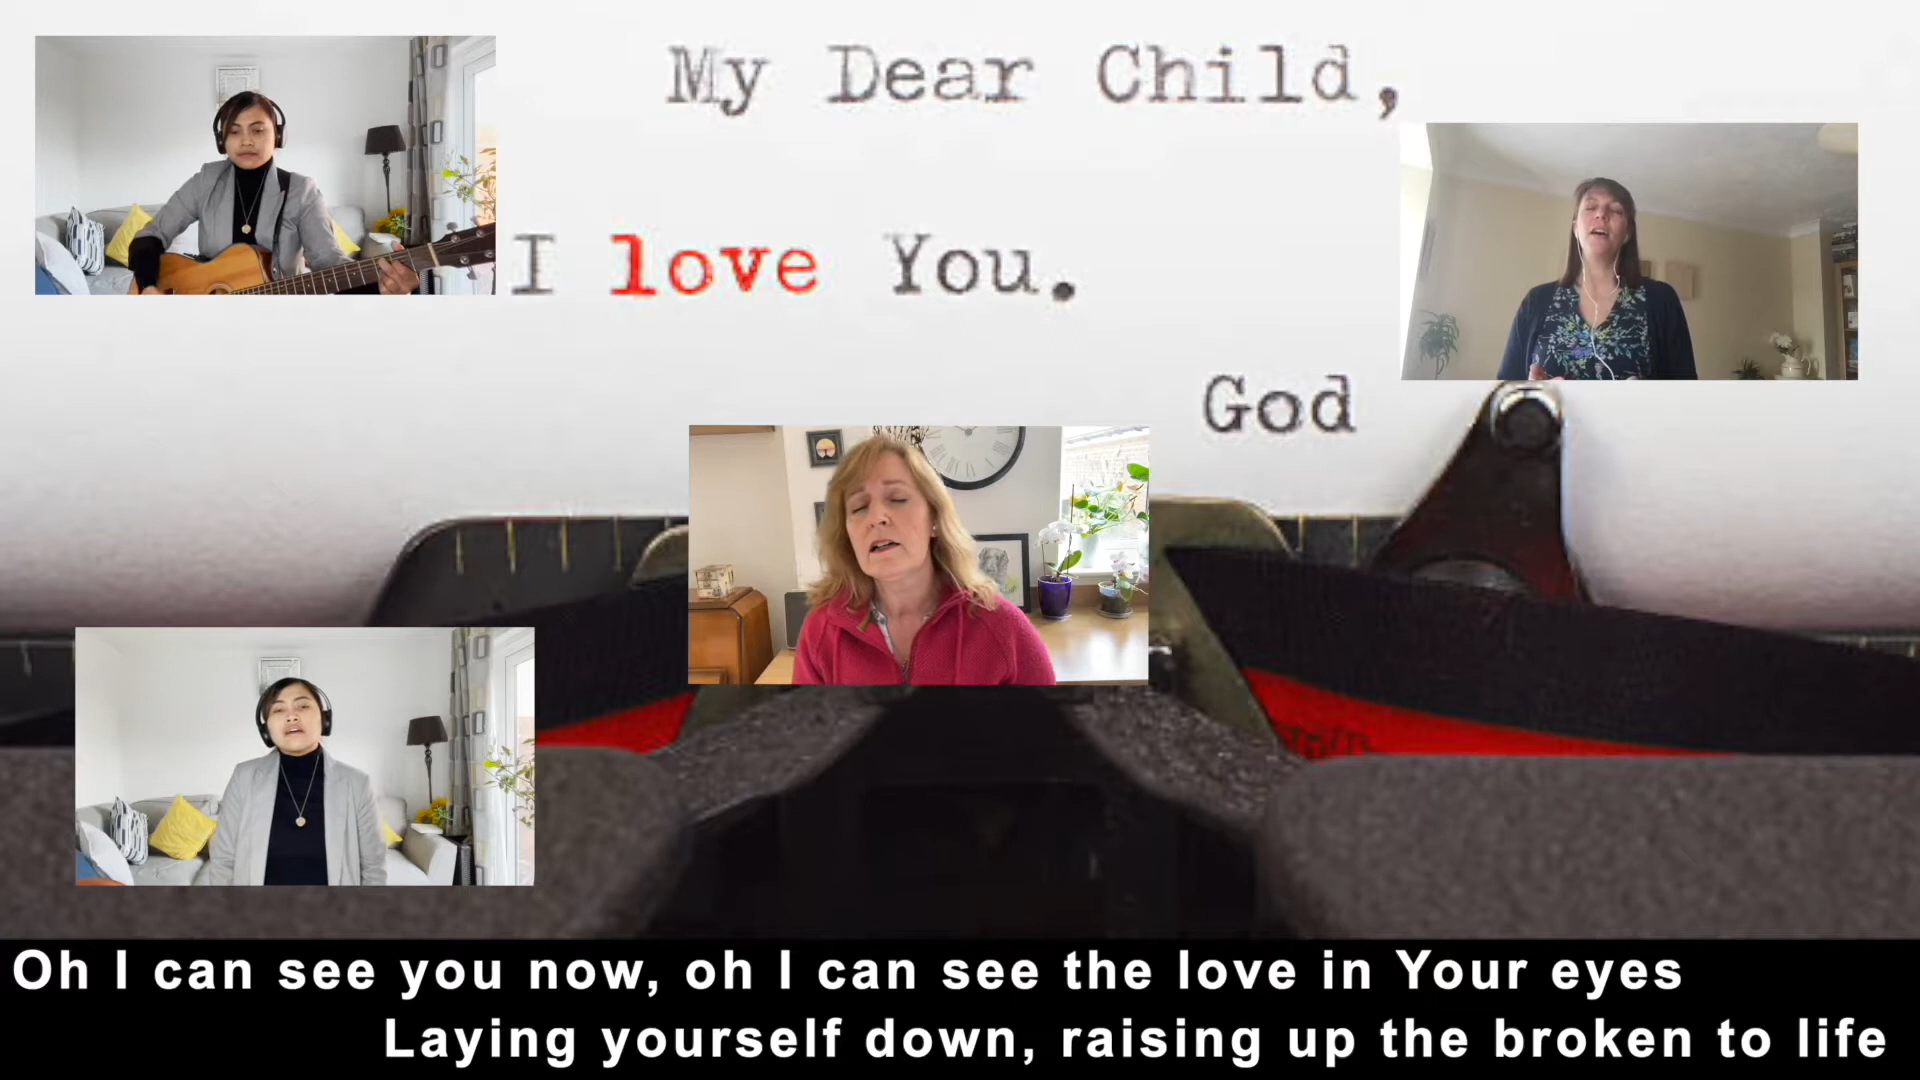 My Dear Child,
I love You.
God
Oh I can see you now, oh I can see the love in Your eyes
Laying yourself down, raising up the broken to life